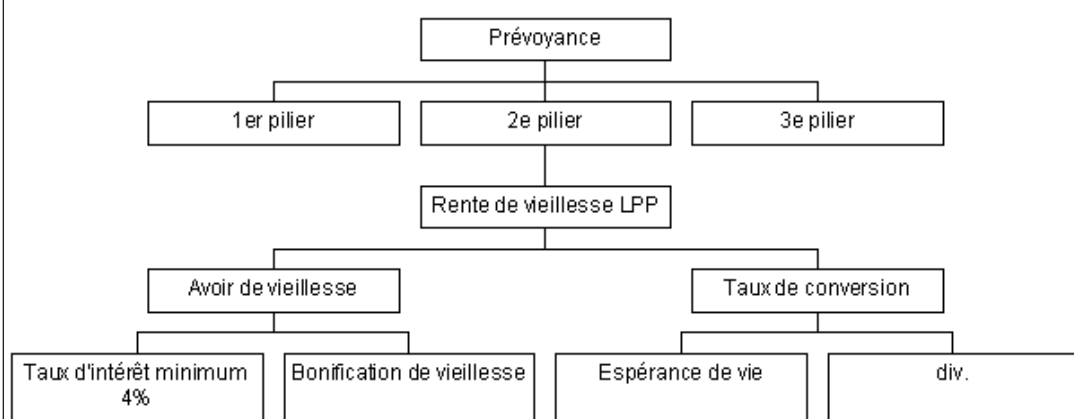 Prévoyance
1er pilier
2e pilier
3e pilier
Rente de vieillesse LPP
Avoir de vieillesse
Taux de conversion
Taux d'intérêt minimum
4%
Bonification de vieillesse
Espérance de vie
div.